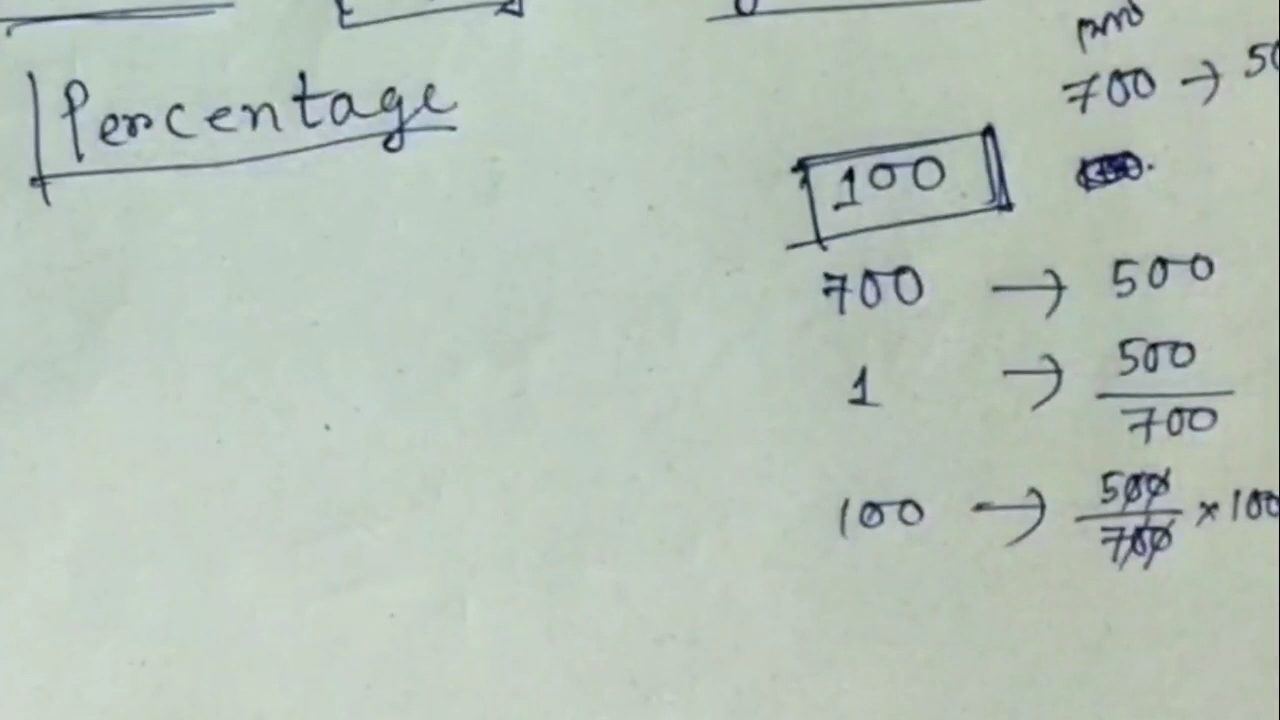 Percentage
700 → 50
100
700 → 500
1 → 500/700
100 → 500/700 × 100